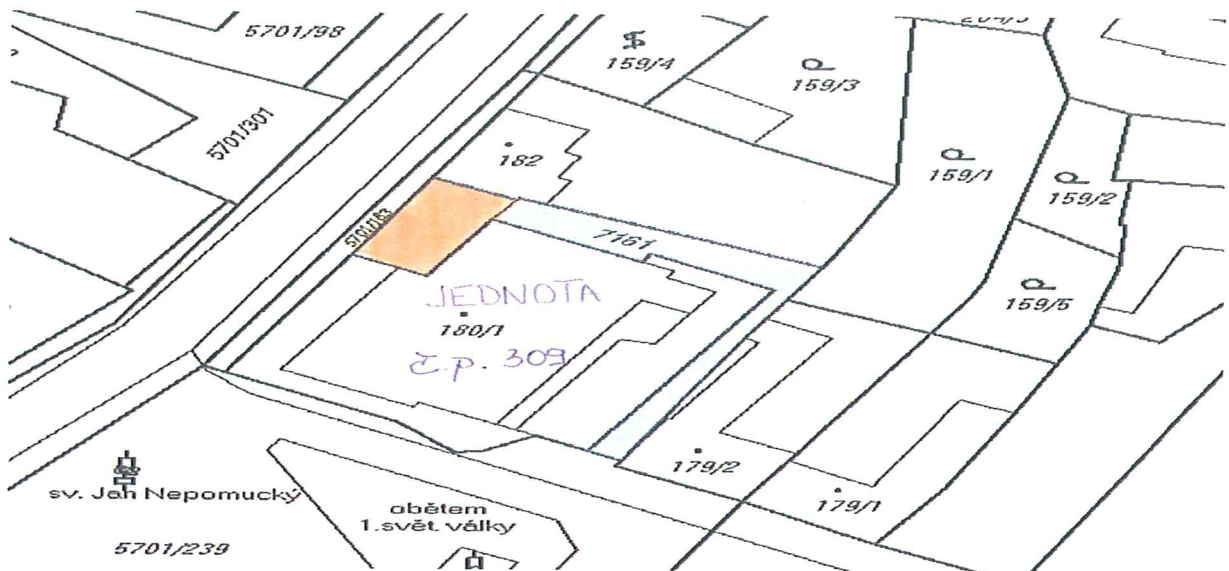 5701/98
159/4
159/3
5701/301
182
159/1
159/2
5701/183
7161
JEDNOTA
180/1
č.p. 309
159/5
179/2
179/1
sv. Jan Nepomucký
obětem
1.svět. války
5701/239